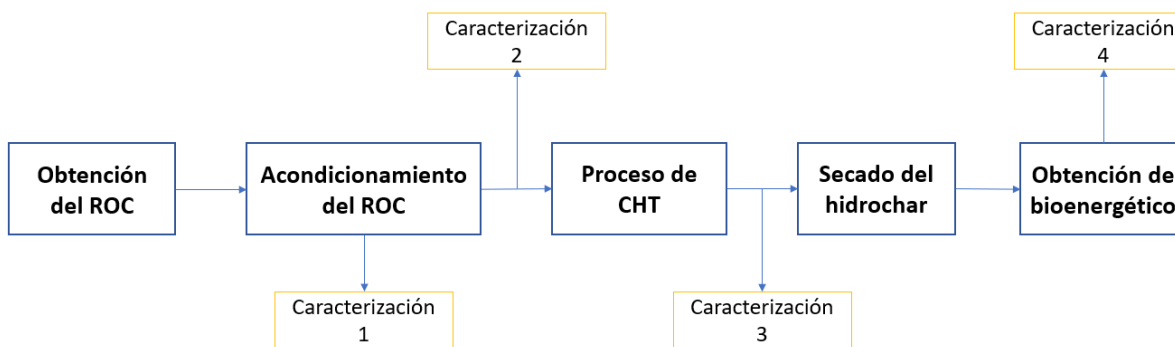 Caracterización
2
Caracterización
4
Obtención
del ROC
Acondicionamiento
del ROC
Proceso de
CHT
Secado del
hidrochar
Obtención de
bioenergético
Caracterización
1
Caracterización
3